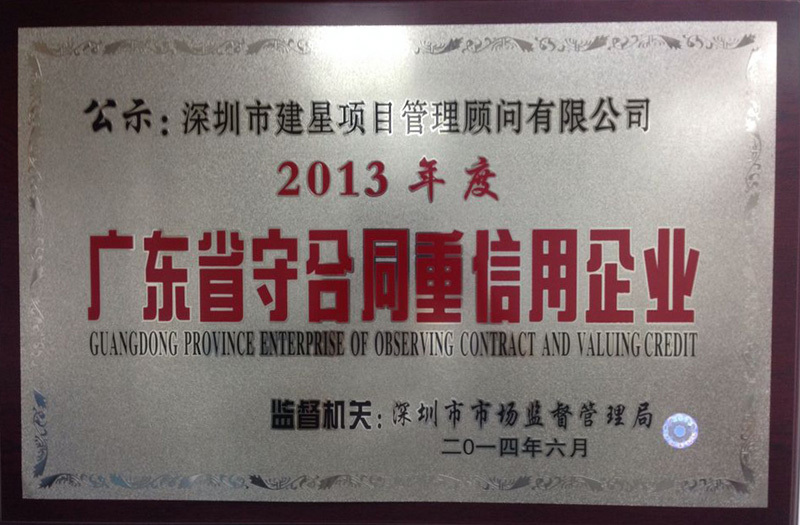 公示：深圳市建星项目管理顾问有限公司
2013年度
广东省守合同重信用企业
GUANGDONG PROVINCE ENTERPRISE OF OBSERVING CONTRACT AND VALUING CREDIT
监督机关：深圳市市场监督管理局
二〇一四年六月